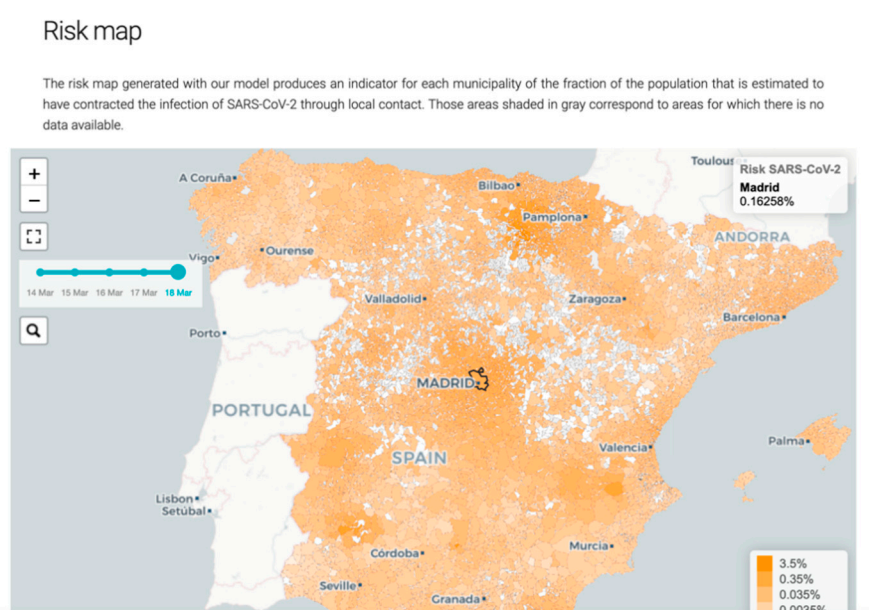 Risk map
The risk map generated with our model produces an indicator for each municipality of the fraction of the population that is estimated to
have contracted the infection of SARS-CoV-2 through local contact. Those areas shaded in gray correspond to areas for which there is no
data available.
+
−
14 Mar 15 Mar 16 Mar 17 Mar 18 Mar
Risk SARS-CoV-2
Madrid
0.16258%
A Coruña
Bilbao
Pamplona
ANDORRA
Vigo
Ourense
Valladolid
Zaragoza
Barcelona
Porto
MADRID
PORTUGAL
SPAIN
Valencia
Palma
Lisbon
Setúbal
Córdoba
Murcia
Seville
Granada
3.5%
0.35%
0.035%